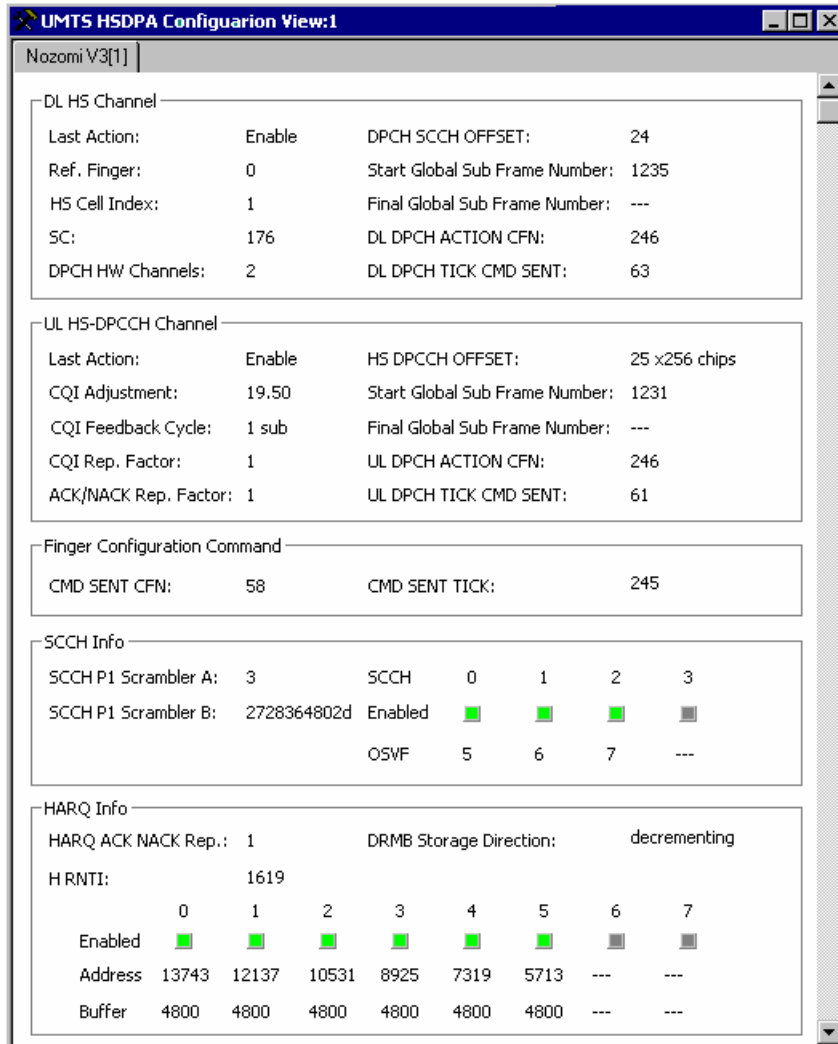 UMTS HSDPA Configuarion View:1
Nozomi V3[1]
DL HS Channel
Last Action: Enable DPCH SCCH OFFSET: 24
Ref. Finger: 0 Start Global Sub Frame Number: 1235
HS Cell Index: 1 Final Global Sub Frame Number: ---
SC: 176 DL DPCH ACTION CFN: 246
DPCH HW Channels: 2 DL DPCH TICK CMD SENT: 63
UL HS-DPCCH Channel
Last Action: Enable HS DPCCH OFFSET: 25 x256 chips
CQI Adjustment: 19.50 Start Global Sub Frame Number: 1231
CQI Feedback Cycle: 1 sub Final Global Sub Frame Number: ---
CQI Rep. Factor: 1 UL DPCH ACTION CFN: 246
ACK/NACK Rep. Factor: 1 UL DPCH TICK CMD SENT: 61
Finger Configuration Command
CMD SENT CFN: 58 CMD SENT TICK: 245
SCCH Info
SCCH P1 Scrambler A: 3 SCCH 0 1 2 3
SCCH P1 Scrambler B: 2728364802d Enabled
OSVF 5 6 7 ---
HARQ Info
HARQ ACK NACK Rep.: 1 DRMB Storage Direction: decrementing
H RNTI: 1619
0 1 2 3 4 5 6 7
Enabled
Address 13743 12137 10531 8925 7319 5713 --- ---
Buffer 4800 4800 4800 4800 4800 4800 --- ---